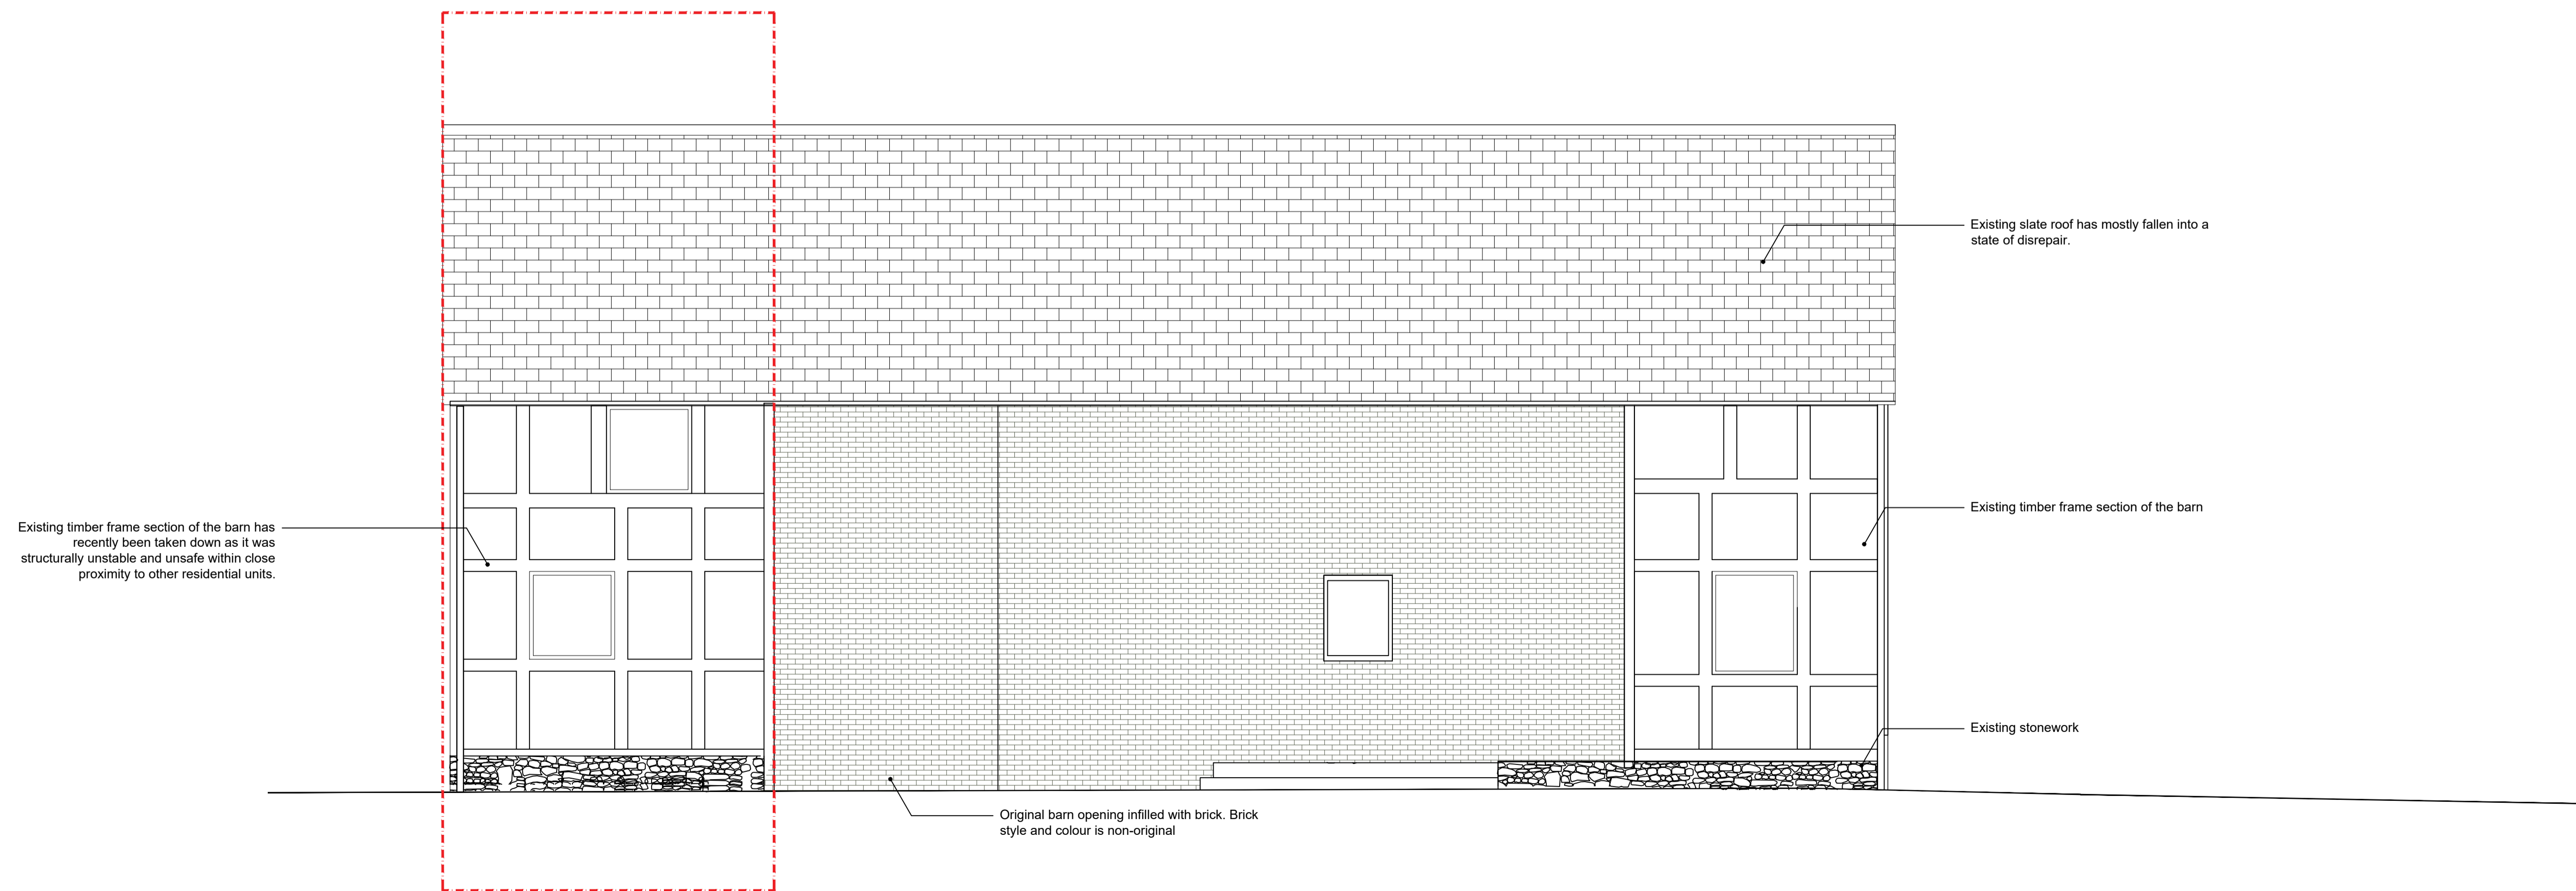 Existing slate roof has mostly fallen into a
state of disrepair.
Existing timber frame section of the barn has
recently been taken down as it was
structurally unstable and unsafe within close
proximity to other residential units.
Existing timber frame section of the barn
Existing stonework
Original barn opening infilled with brick. Brick
style and colour is non-original